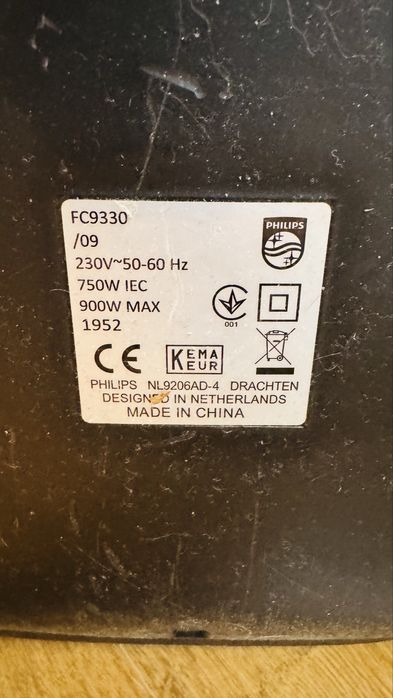 FC9330
/09
PHILIPS
230V~50-60 Hz
750W IEC
900W MAX
1952
001
CE
KEMA
KEUR
PHILIPS NL9206AD-4 DRACHTEN
DESIGNED IN NETHERLANDS
MADE IN CHINA